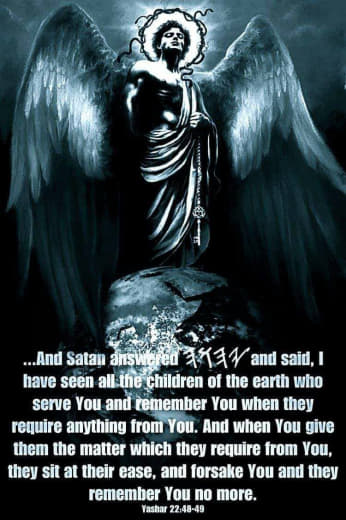 ...And Satan answered 𐤉𐤄𐤅𐤄 and said, I
have seen all the children of the earth who
serve You and remember You when they
require anything from You. And when You give
them the matter which they require from You,
they sit at their ease, and forsake You and they
remember You no more.
Yashar 22:48-49